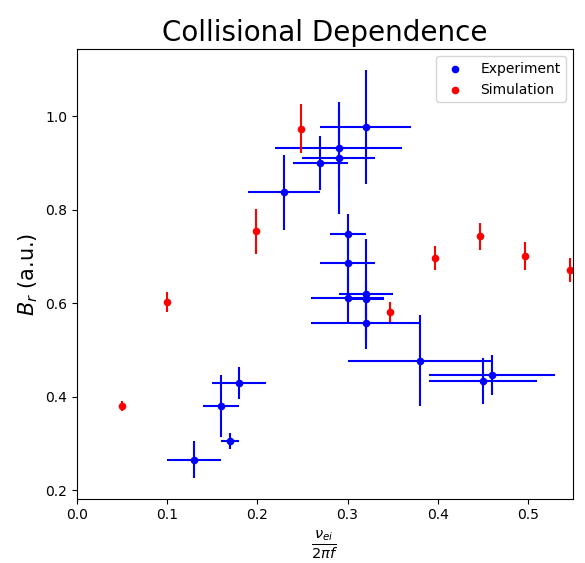 Collisional Dependence
Experiment
Simulation
B_r (a.u.)
1.0
0.8
0.6
0.4
0.2
0.0 0.1 0.2 0.3 0.4 0.5
ν_ei
2πf